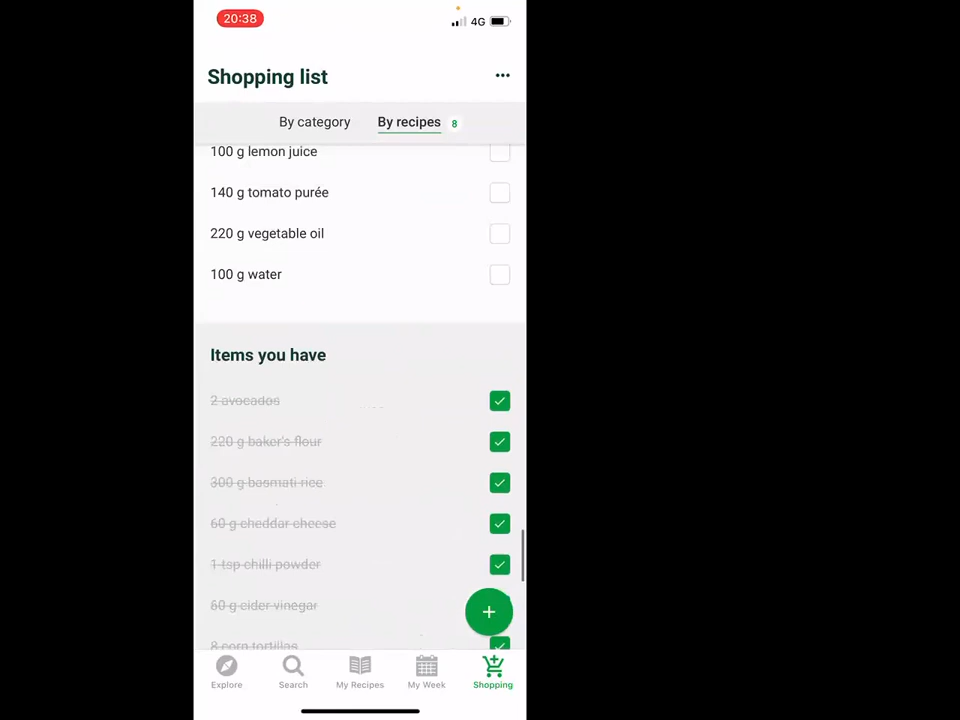 20:38
4G
Shopping list
By category
By recipes 8
100 g lemon juice
140 g tomato purée
220 g vegetable oil
100 g water
Items you have
2 avocados
220 g baker's flour
300 g basmati rice
60 g cheddar cheese
1 tsp chilli powder
60 g cider vinegar
8 corn tortillas
Explore
Search
My Recipes
My Week
Shopping